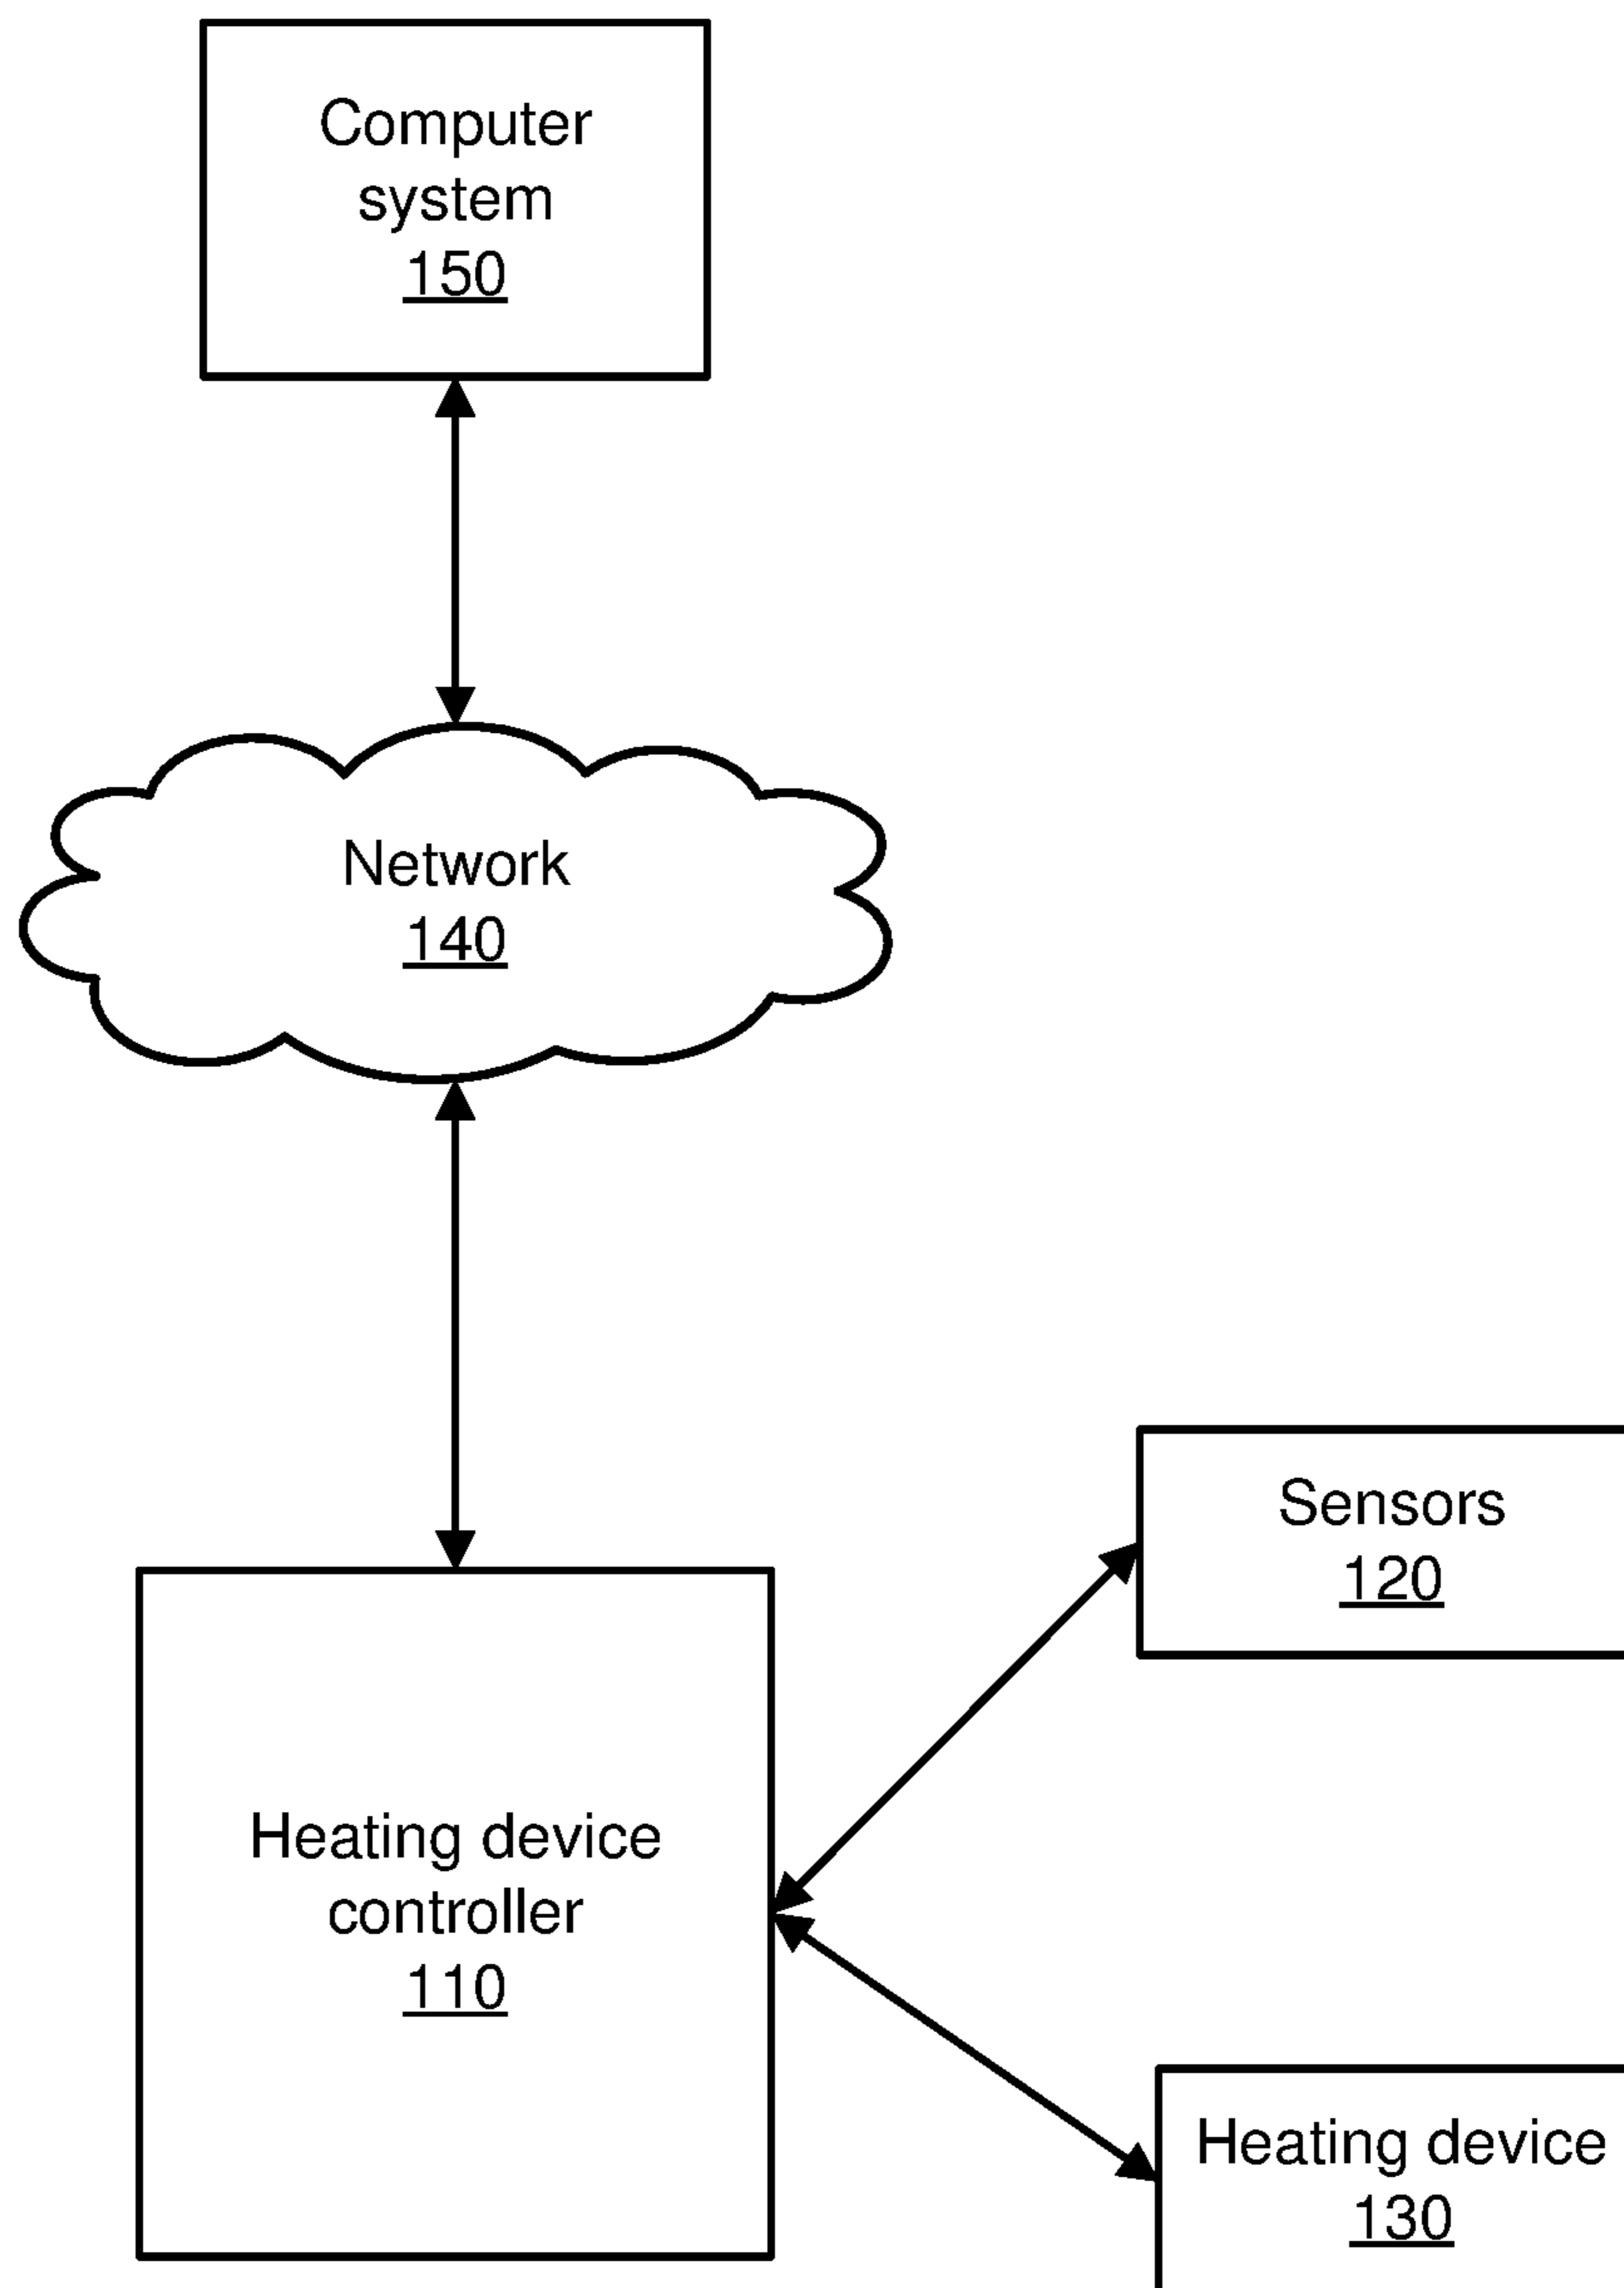 Computer
system
150
Network
140
Sensors
120
Heating device
controller
110
Heating device
130